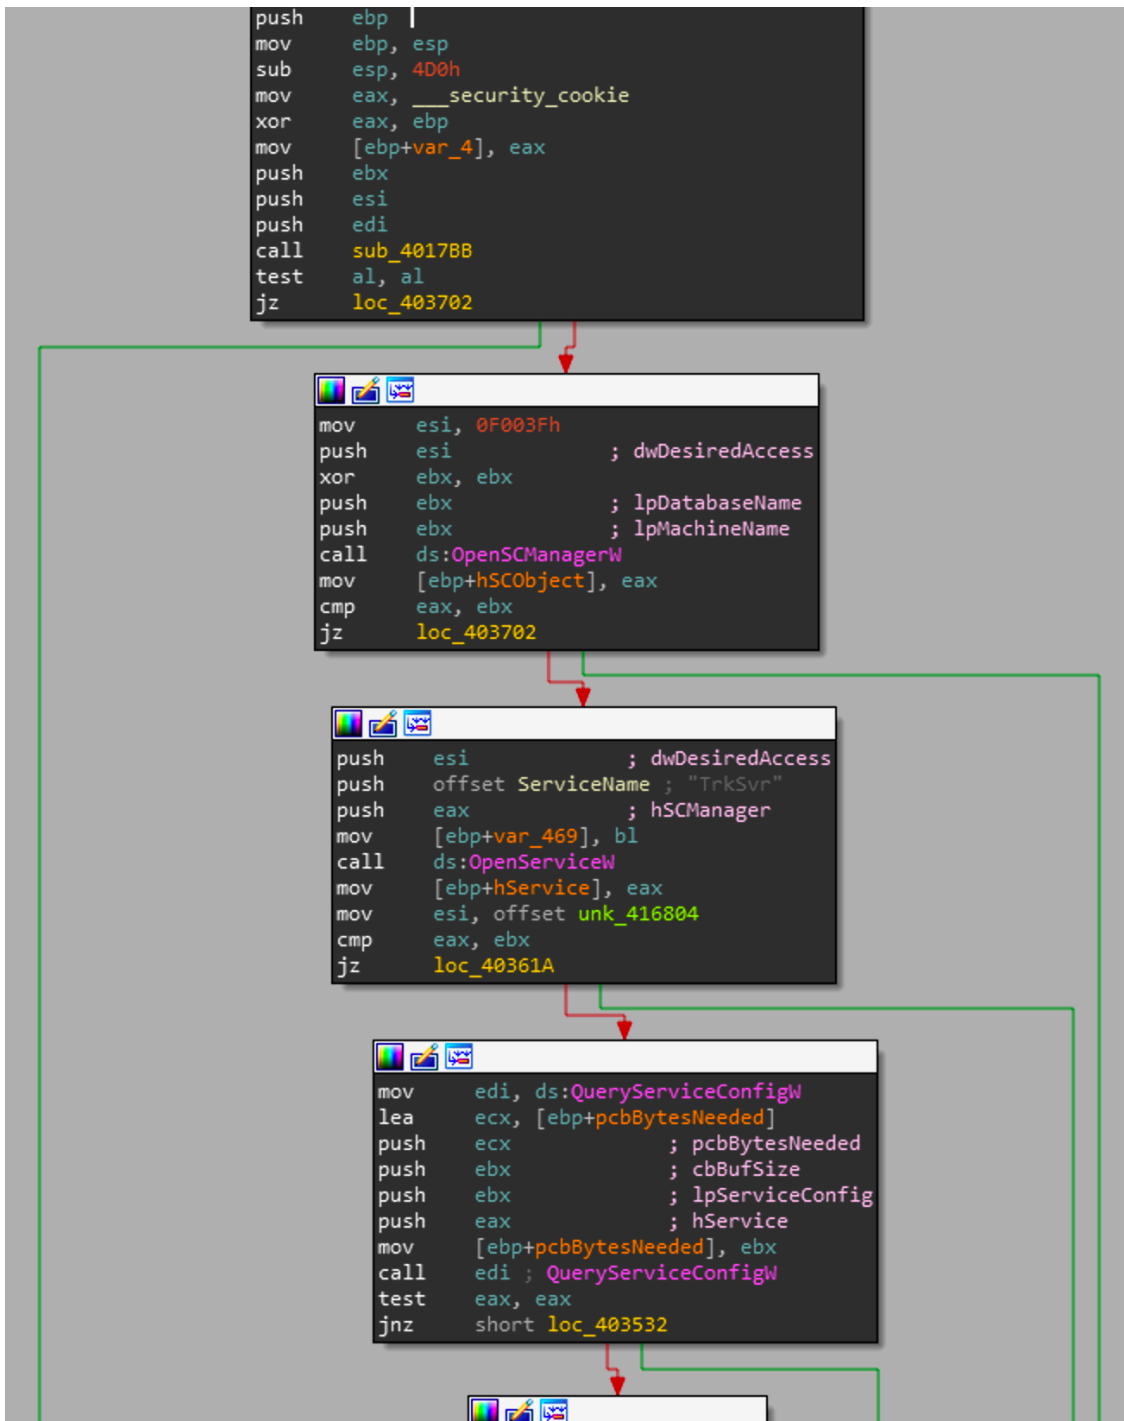 push ebp
mov ebp, esp
sub esp, 4D0h
mov eax, ___security_cookie
xor eax, ebp
mov [ebp+var_4], eax
push ebx
push esi
push edi
call sub_4017BB
test al, al
jz loc_403702
mov esi, 0F003Fh
push esi ; dwDesiredAccess
xor ebx, ebx
push ebx ; lpDatabaseName
push ebx ; lpMachineName
call ds:OpenSCManagerW
mov [ebp+hSCObject], eax
cmp eax, ebx
jz loc_403702
push esi ; dwDesiredAccess
push offset ServiceName ; "TrkSvr"
push eax ; hSCManager
mov [ebp+var_469], bl
call ds:OpenServiceW
mov [ebp+hService], eax
mov esi, offset unk_416804
cmp eax, ebx
jz loc_40361A
mov edi, ds:QueryServiceConfigW
lea ecx, [ebp+pcbBytesNeeded]
push ecx ; pcbBytesNeeded
push ebx ; cbBufSize
push ebx ; lpServiceConfig
push eax ; hService
mov [ebp+pcbBytesNeeded], ebx
call edi ; QueryServiceConfigW
test eax, eax
jnz short loc_403532